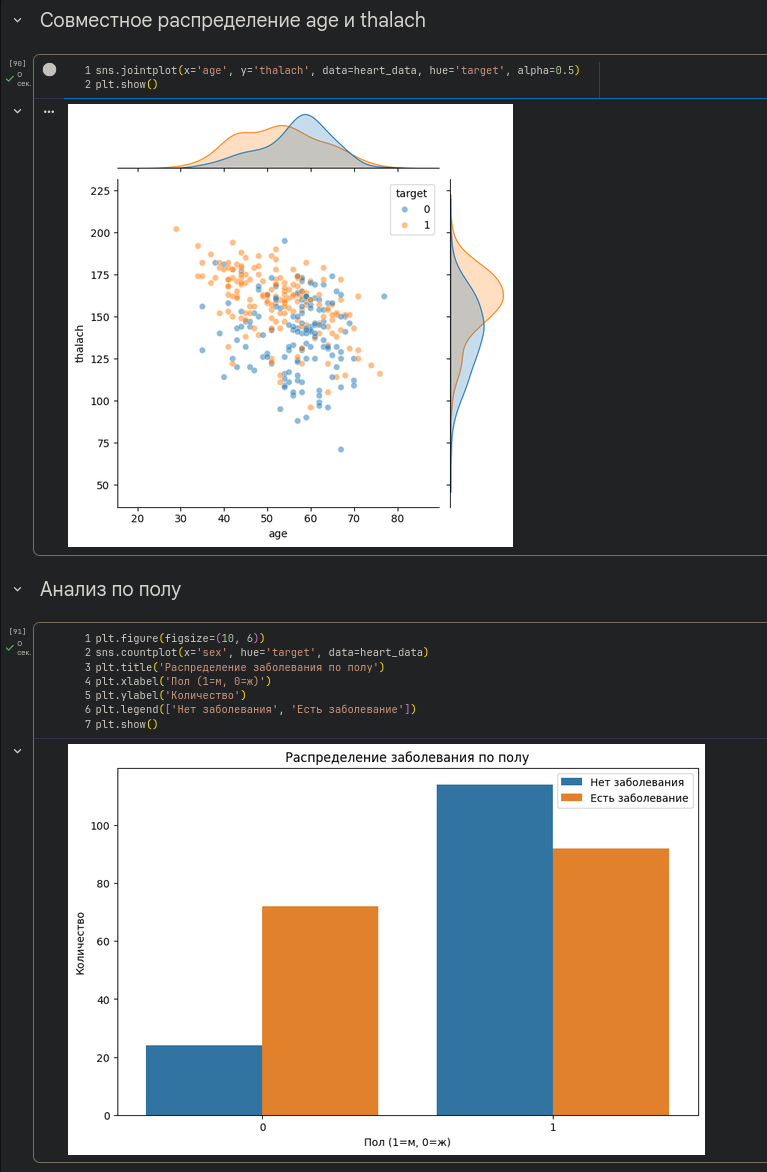 Совместное распределение age и thalach
[90]
0
сек.
1 sns.jointplot(x='age', y='thalach', data=heart_data, hue='target', alpha=0.5)
2 plt.show()
225
200
175
150
125
100
75
50
thalach
target
0
1
20 30 40 50 60 70 80
age
Анализ по полу
[91]
0
сек.
1 plt.figure(figsize=(10, 6))
2 sns.countplot(x='sex', hue='target', data=heart_data)
3 plt.title('Распределение заболевания по полу')
4 plt.xlabel('Пол (1=м, 0=ж)')
5 plt.ylabel('Количество')
6 plt.legend(['Нет заболевания', 'Есть заболевание'])
7 plt.show()
Распределение заболевания по полу
Нет заболевания
Есть заболевание
100
80
60
40
20
0
Количество
0 1
Пол (1=м, 0=ж)